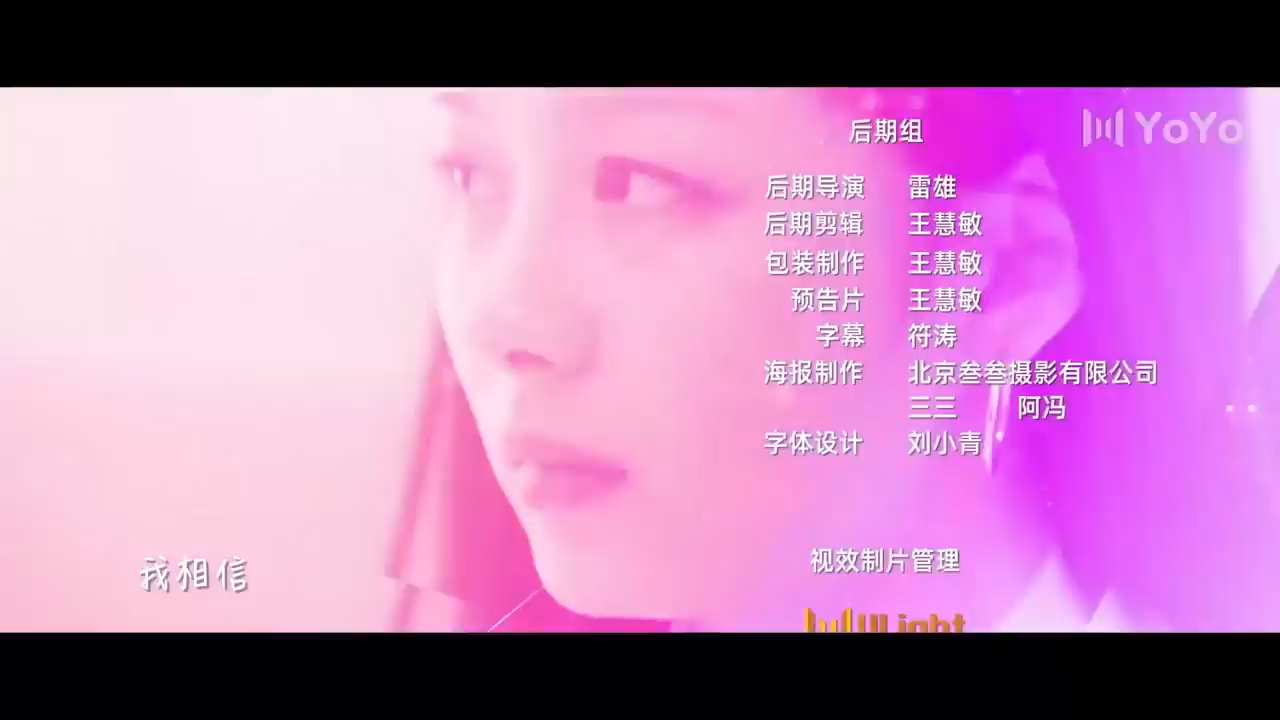 后期组
YoYo
后期导演 雷雄
后期剪辑 王慧敏
包装制作 王慧敏
预告片 王慧敏
字幕 符涛
海报制作 北京叁叁摄影有限公司
三三 阿冯
字体设计 刘小青
视效制片管理
我相信